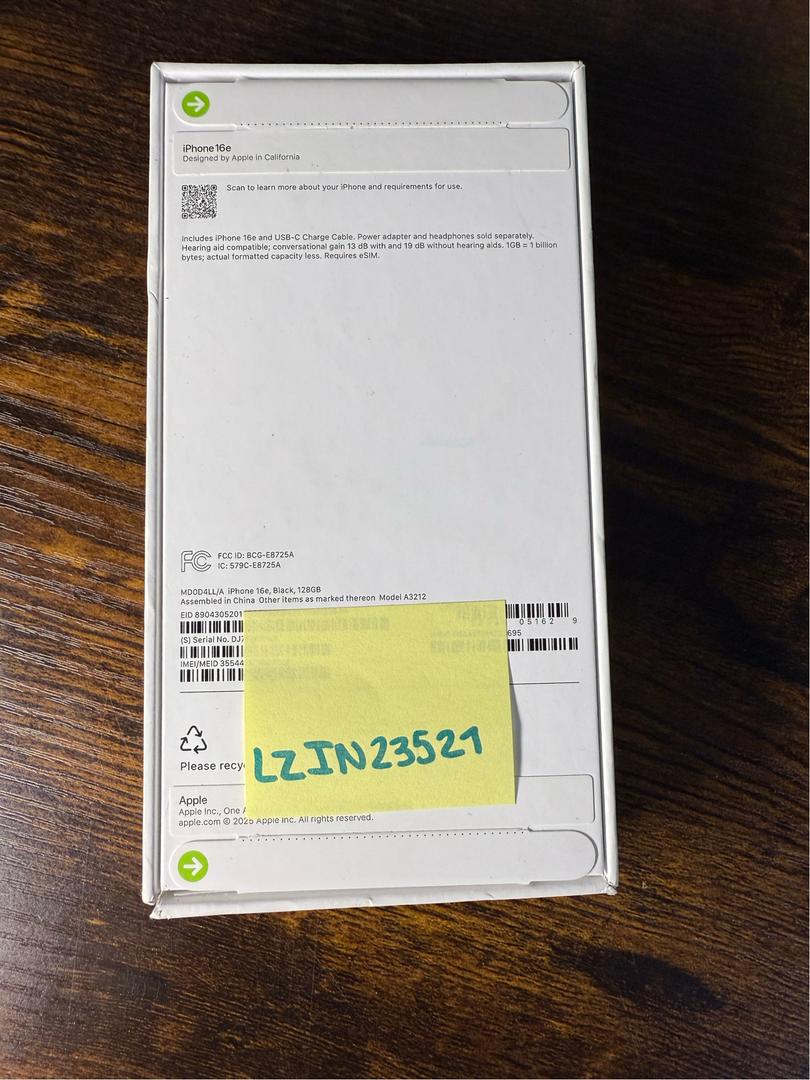 iPhone 16e
Designed by Apple in California
Scan to learn more about your iPhone and requirements for use.
Includes iPhone 16e and USB-C Charge Cable. Power adapter and headphones sold separately.
Hearing aid compatible; conversational gain 13 dB with and 19 dB without hearing aids. 1GB = 1 billion
bytes; actual formatted capacity less. Requires eSIM.
FCC ID: BCG-E8725A
IC: 579C-E8725A
MD0D4LL/A iPhone 16e, Black, 128GB
Assembled in China Other items as marked thereon Model A3212
EID 8904305201
05162 9
(S) Serial No. DJ7
695
IMEI/MEID 35544
LZIN23521
Please recy
Apple
Apple Inc., One A
apple.com © 2025 Apple Inc. All rights reserved.